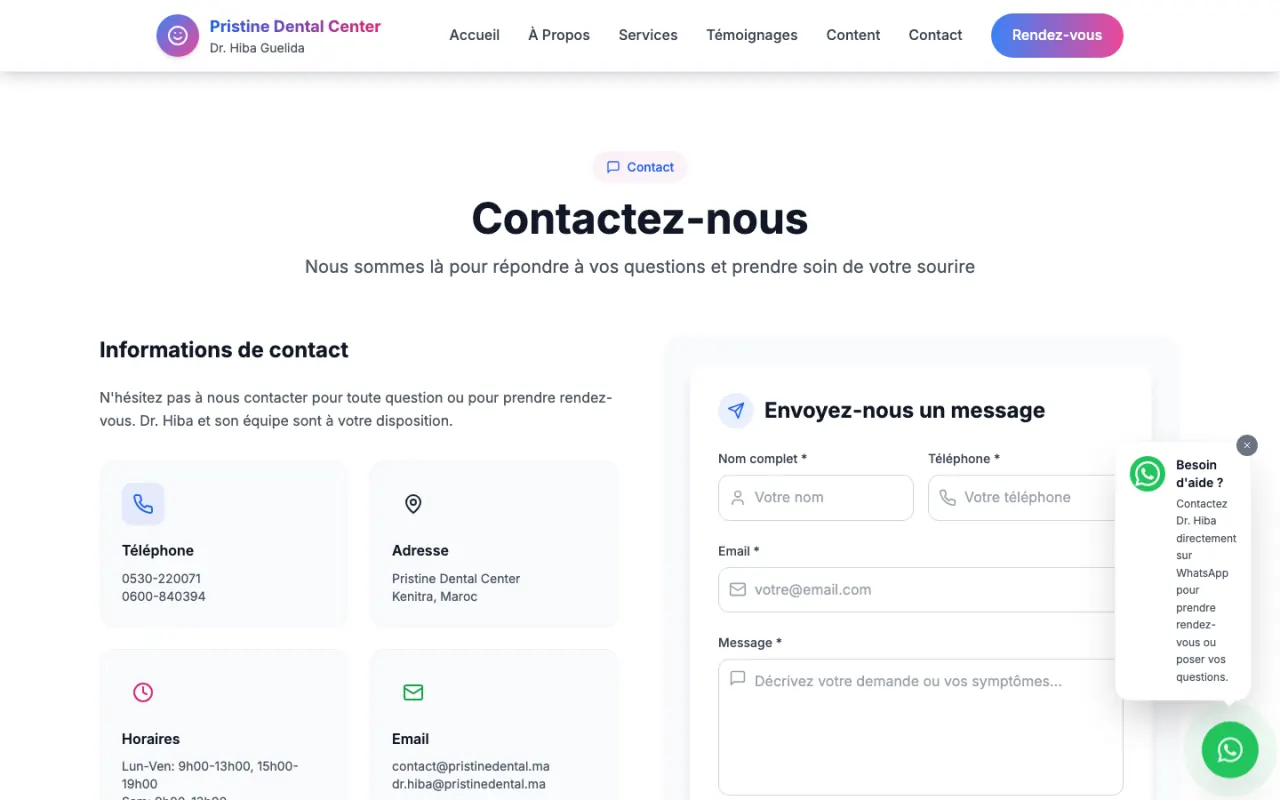 Pristine Dental Center
Dr. Hiba Guelida
Accueil
À Propos
Services
Témoignages
Content
Contact
Rendez-vous
Contact
Contactez-nous
Nous sommes là pour répondre à vos questions et prendre soin de votre sourire
Informations de contact
N'hésitez pas à nous contacter pour toute question ou pour prendre rendez-
vous. Dr. Hiba et son équipe sont à votre disposition.
Téléphone
0530-220071
0600-840394
Adresse
Pristine Dental Center
Kenitra, Maroc
Horaires
Lun-Ven: 9h00-13h00, 15h00-
19h00
Sam: 9h00-13h00
Email
contact@pristinedental.ma
dr.hiba@pristinedental.ma
Envoyez-nous un message
Nom complet *
Votre nom
Téléphone *
Votre téléphone
Email *
votre@email.com
Message *
Décrivez votre demande ou vos symptômes...
Besoin
d'aide ?
Contactez
Dr. Hiba
directement
sur
WhatsApp
pour
prendre
rendez-
vous ou
poser vos
questions.